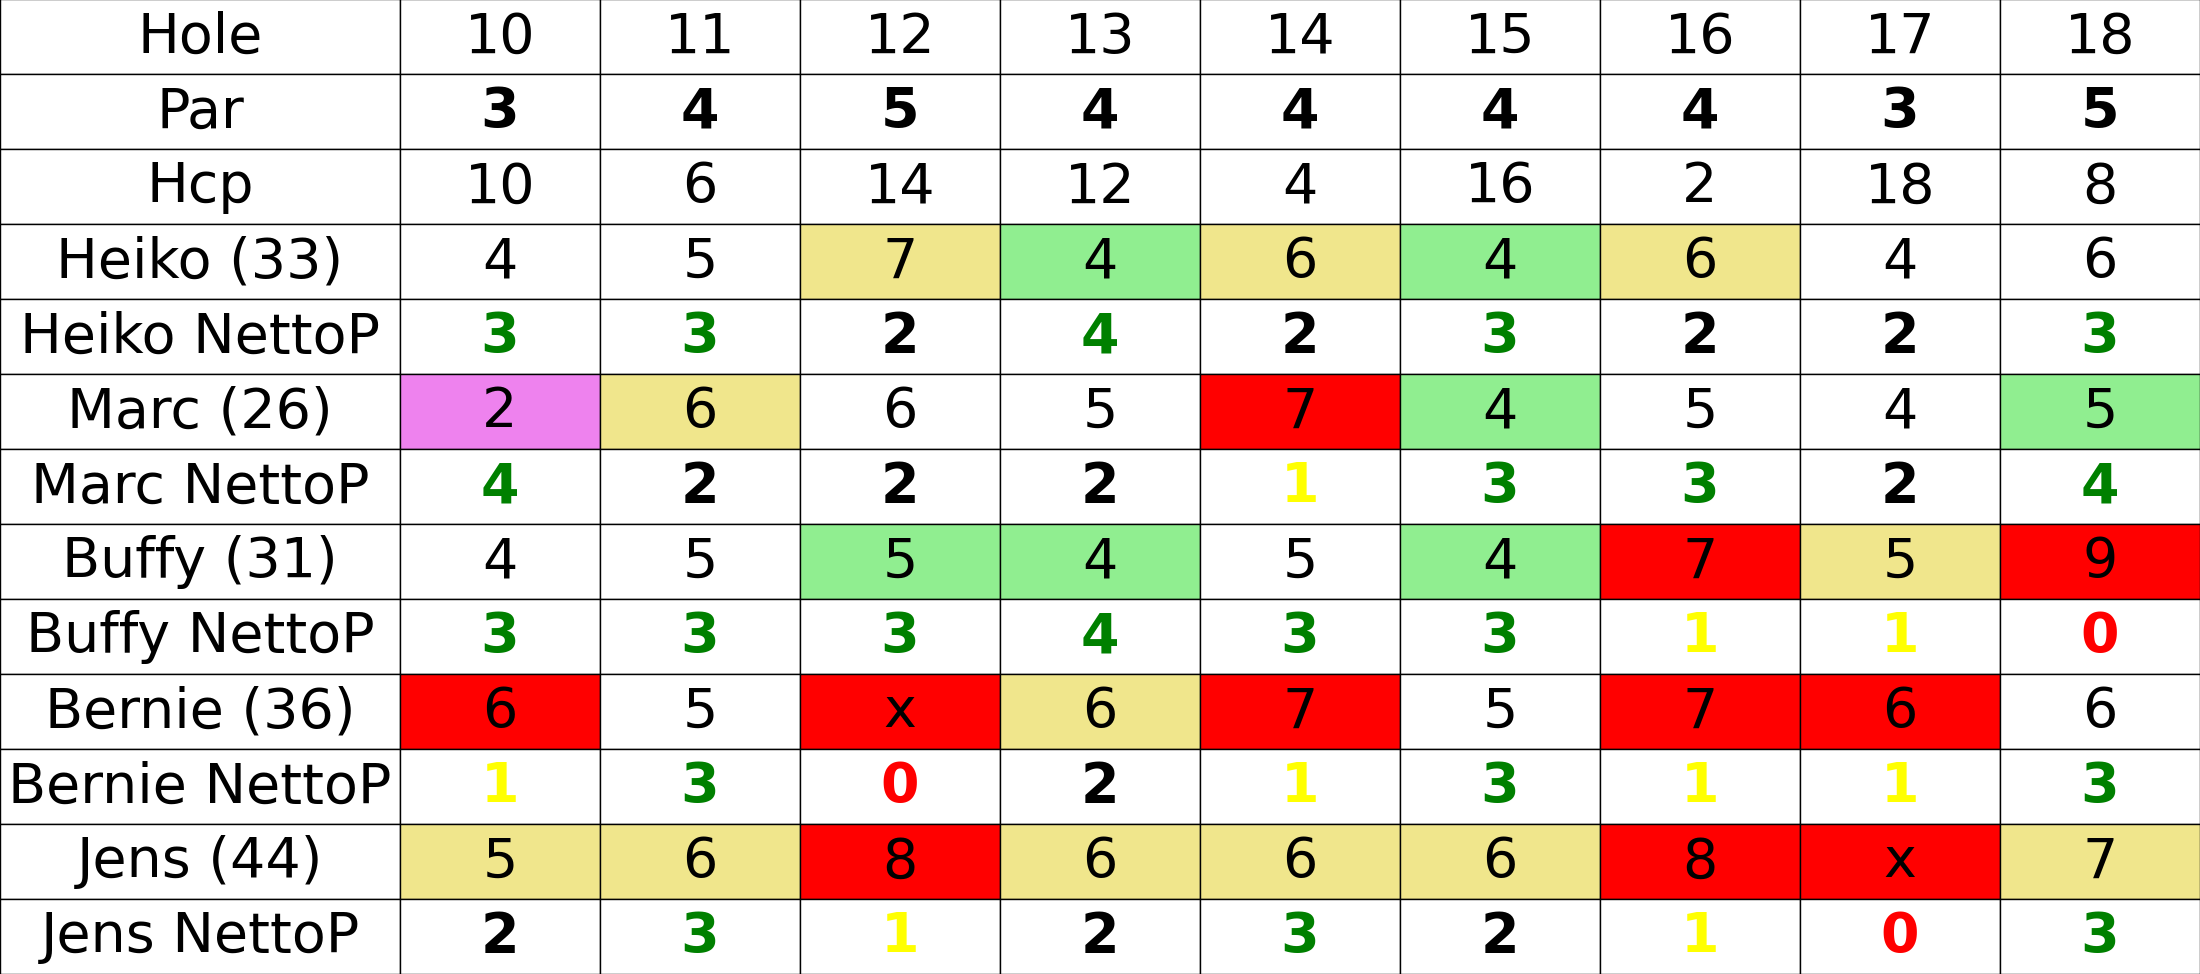 Hole 10 11 12 13 14 15 16 17 18
Par 3 4 5 4 4 4 4 3 5
Hcp 10 6 14 12 4 16 2 18 8
Heiko (33) 4 5 7 4 6 4 6 4 6
Heiko NettoP 3 3 2 4 2 3 2 2 3
Marc (26) 2 6 6 5 7 4 5 4 5
Marc NettoP 4 2 2 2 1 3 3 2 4
Buffy (31) 4 5 5 4 5 4 7 5 9
Buffy NettoP 3 3 3 4 3 3 1 1 0
Bernie (36) 6 5 x 6 7 5 7 6 6
Bernie NettoP 1 3 0 2 1 3 1 1 3
Jens (44) 5 6 8 6 6 6 8 x 7
Jens NettoP 2 3 1 2 3 2 1 0 3